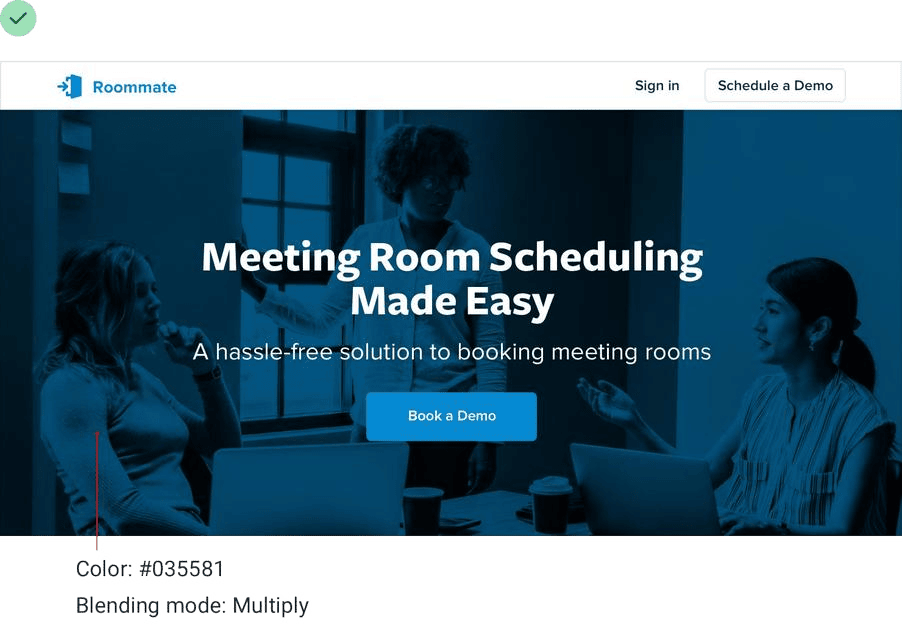 Roommate
Sign in
Schedule a Demo
Meeting Room Scheduling
Made Easy
A hassle-free solution to booking meeting rooms
Book a Demo
Color: #035581
Blending mode: Multiply